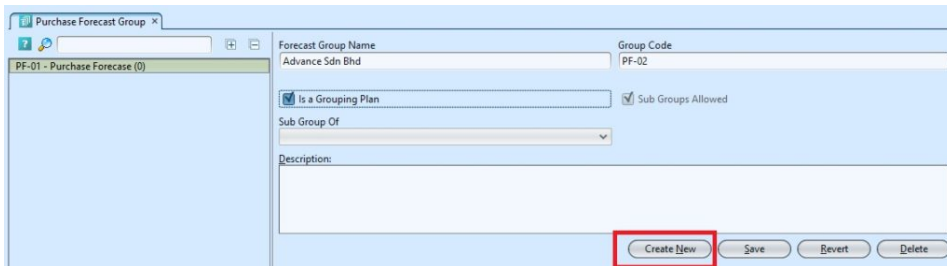 Purchase Forecast Group
Forecast Group Name
Group Code
Advance Sdn Bhd
PF-02
PF-01 - Purchase Forecase (0)
Is a Grouping Plan
Sub Groups Allowed
Sub Group Of
Description:
Create New
Save
Revert
Delete